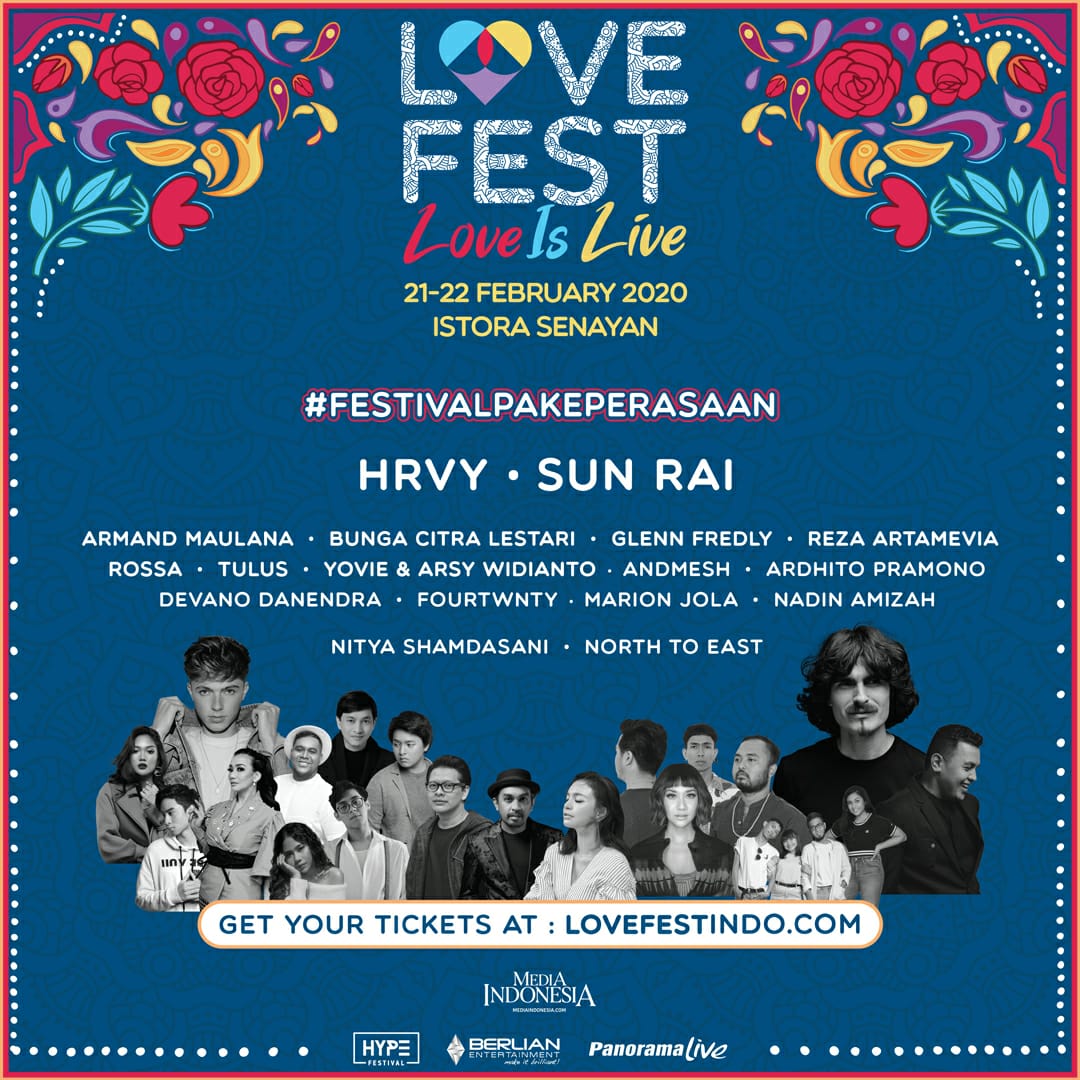 LOVE
FEST
Love Is Live
21-22 FEBRUARY 2020
ISTORA SENAYAN
#FESTIVALPAKEPERASAAN
HRVY • SUN RAI
ARMAND MAULANA • BUNGA CITRA LESTARI • GLENN FREDLY • REZA ARTAMEVIA
ROSSA • TULUS • YOVIE & ARSY WIDIANTO • ANDMESH • ARDHITO PRAMONO
DEVANO DANENDRA • FOURTWNTY • MARION JOLA • NADIN AMIZAH
NITYA SHAMDASANI • NORTH TO EAST
GET YOUR TICKETS AT : LOVEFESTINDO.COM
MEDIA
INDONESIA
MEDIAINDONESIA.COM
HYPE
FESTIVAL
BERLIAN
ENTERTAINMENT
make it brilliant!
Panorama live